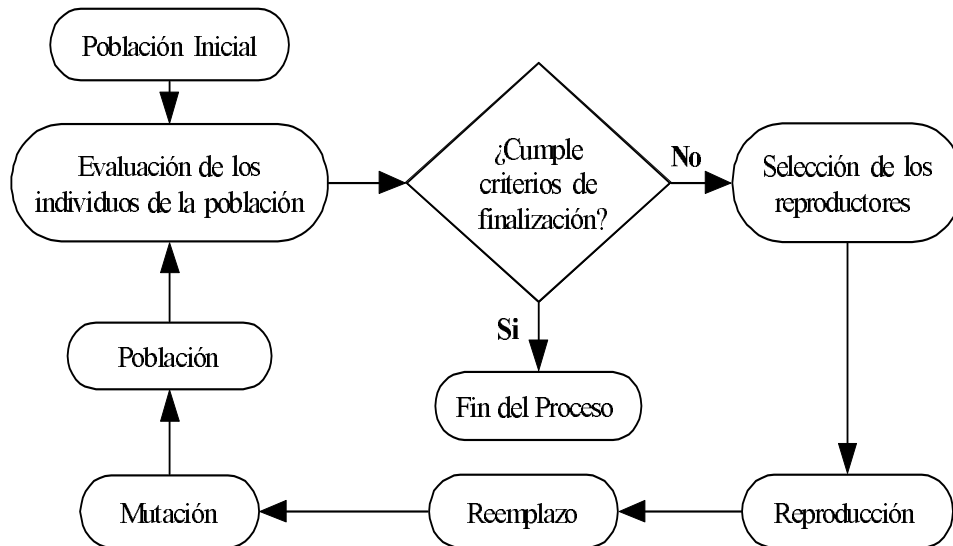 Población Inicial
Evaluación de los
individuos de la población
¿Cumple
criterios de
finalización?
No
Selección de los
reproductores
Si
Población
Fin del Proceso
Mutación
Reemplazo
Reproducción